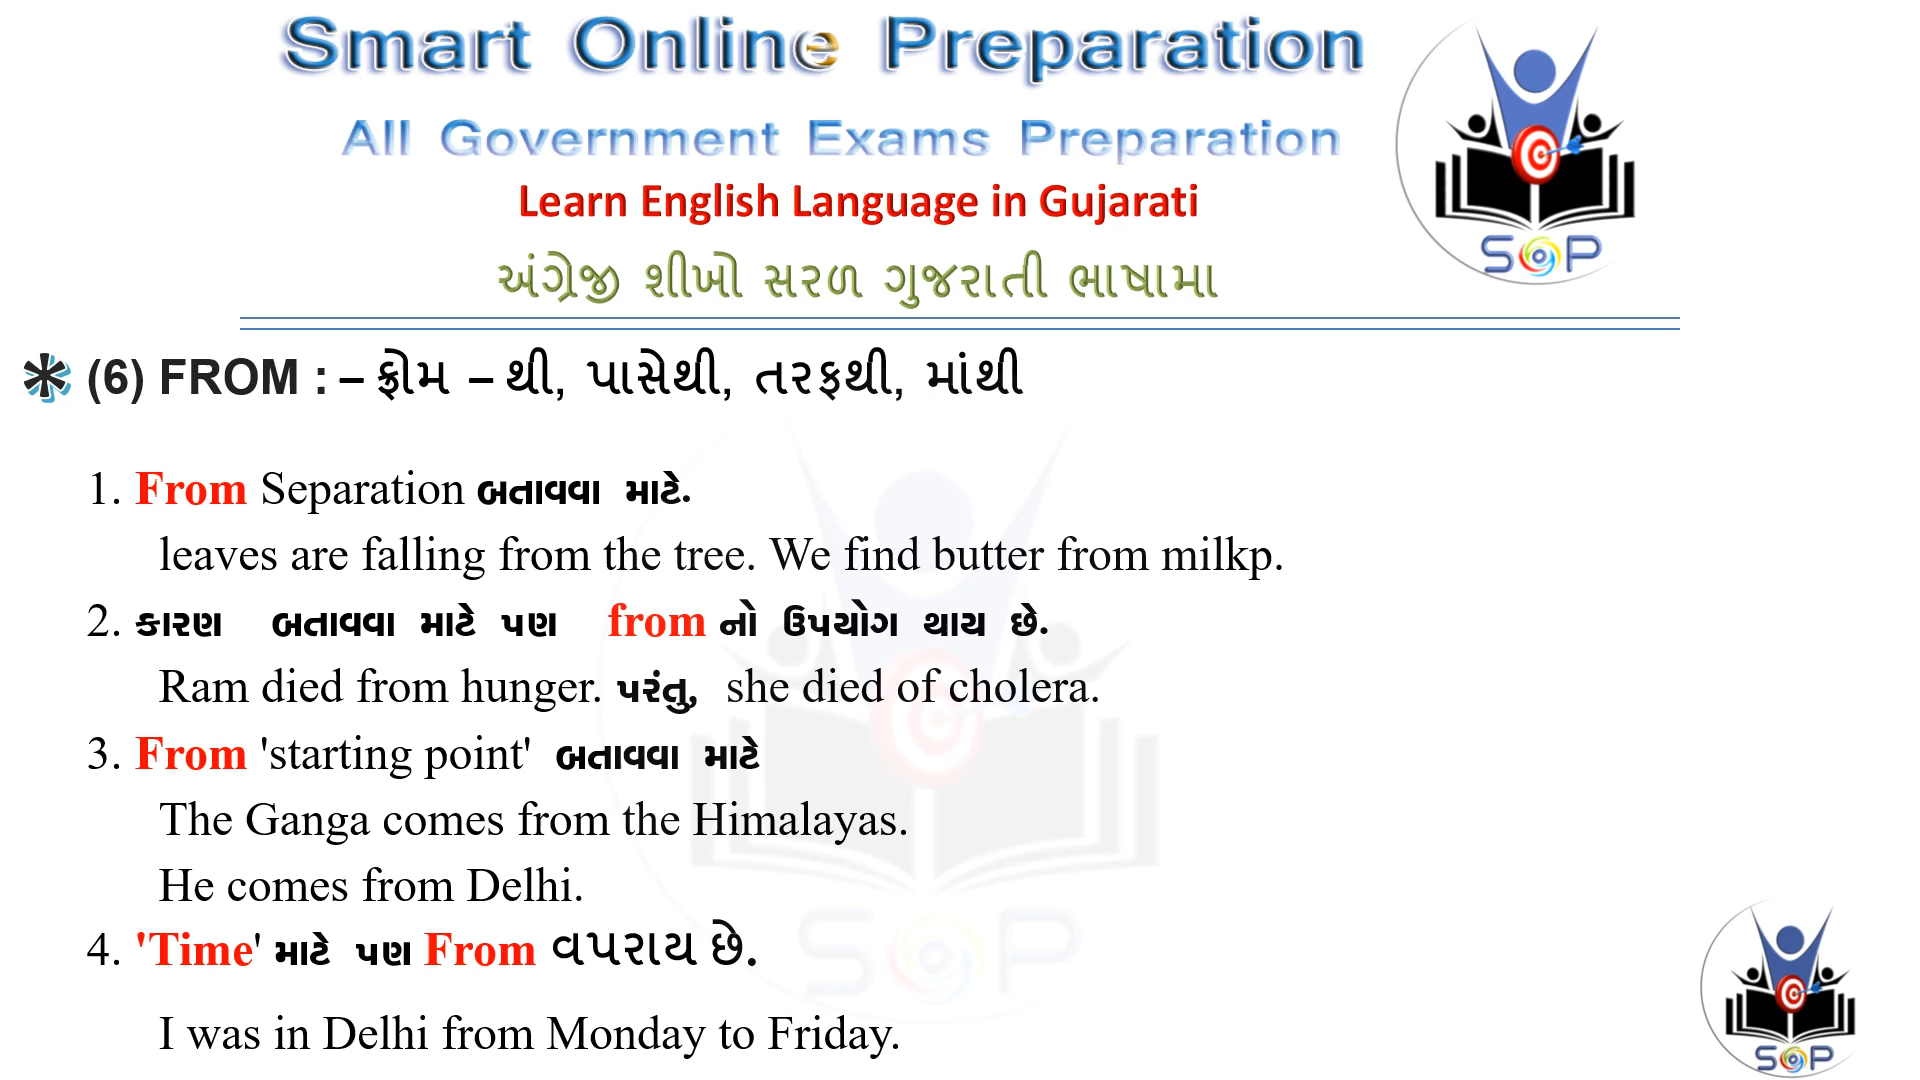 Smart Online Preparation
All Government Exams Preparation
Learn English Language in Gujarati
અંગ્રેજી શીખો સરળ ગુજરાતી ભાષામા
SOP
(6) FROM : – ફ્રોમ – થી, પાસેથી, તરફથી, માંથી
1. From Separation બતાવવા માટે.
leaves are falling from the tree. We find butter from milkp.
2. કારણ બતાવવા માટે પણ from નો ઉપયોગ થાય છે.
Ram died from hunger. પરંતુ, she died of cholera.
3. From 'starting point' બતાવવા માટે
The Ganga comes from the Himalayas.
He comes from Delhi.
4. 'Time' માટે પણ From વપરાય છે.
I was in Delhi from Monday to Friday.
SOP
SOP